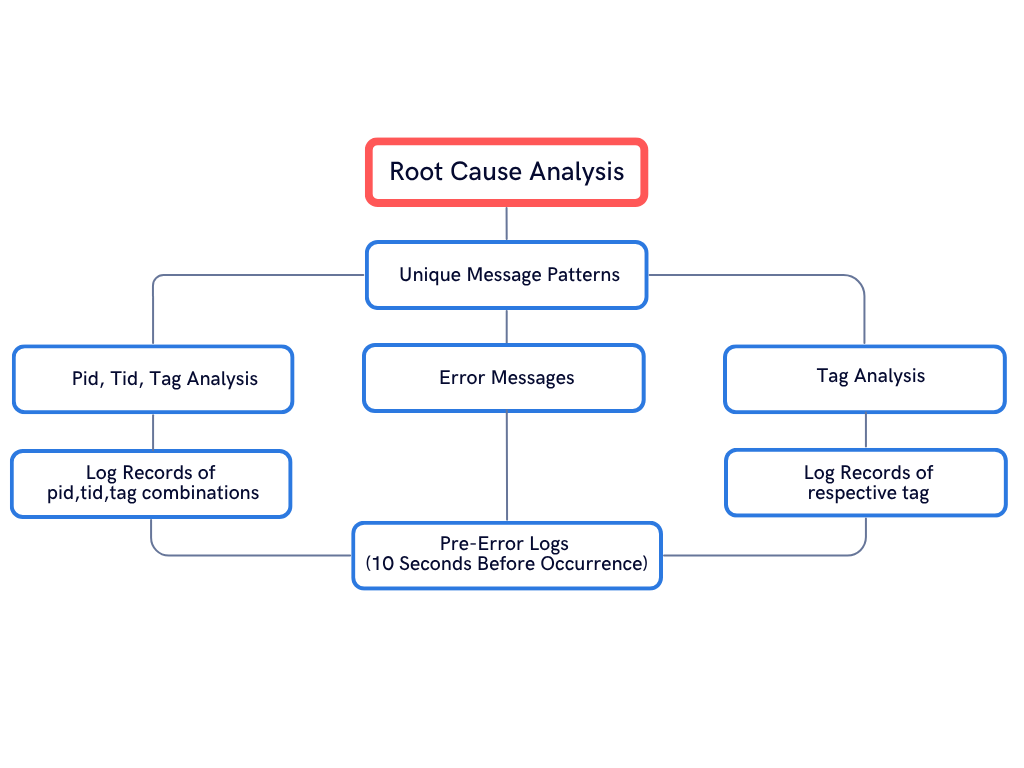 Root Cause Analysis
Unique Message Patterns
Pid, Tid, Tag Analysis
Error Messages
Tag Analysis
Log Records of
pid,tid,tag combinations
Log Records of
respective tag
Pre-Error Logs
(10 Seconds Before Occurrence)